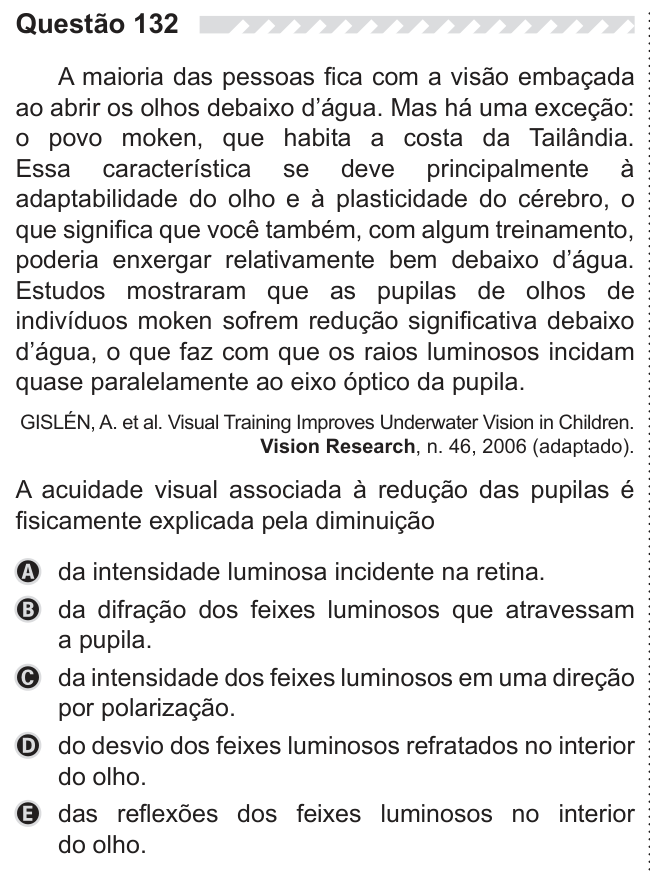 Questão 132
A maioria das pessoas fica com a visão embaçada
ao abrir os olhos debaixo d’água. Mas há uma exceção:
o povo moken, que habita a costa da Tailândia.
Essa característica se deve principalmente à
adaptabilidade do olho e à plasticidade do cérebro, o
que significa que você também, com algum treinamento,
poderia enxergar relativamente bem debaixo d’água.
Estudos mostraram que as pupilas de olhos de
indivíduos moken sofrem redução significativa debaixo
d’água, o que faz com que os raios luminosos incidam
quase paralelamente ao eixo óptico da pupila.
GISLÉN, A. et al. Visual Training Improves Underwater Vision in Children.
Vision Research, n. 46, 2006 (adaptado).
A acuidade visual associada à redução das pupilas é
fisicamente explicada pela diminuição
A da intensidade luminosa incidente na retina.
B da difração dos feixes luminosos que atravessam
a pupila.
C da intensidade dos feixes luminosos em uma direção
por polarização.
D do desvio dos feixes luminosos refratados no interior
do olho.
E das reflexões dos feixes luminosos no interior
do olho.